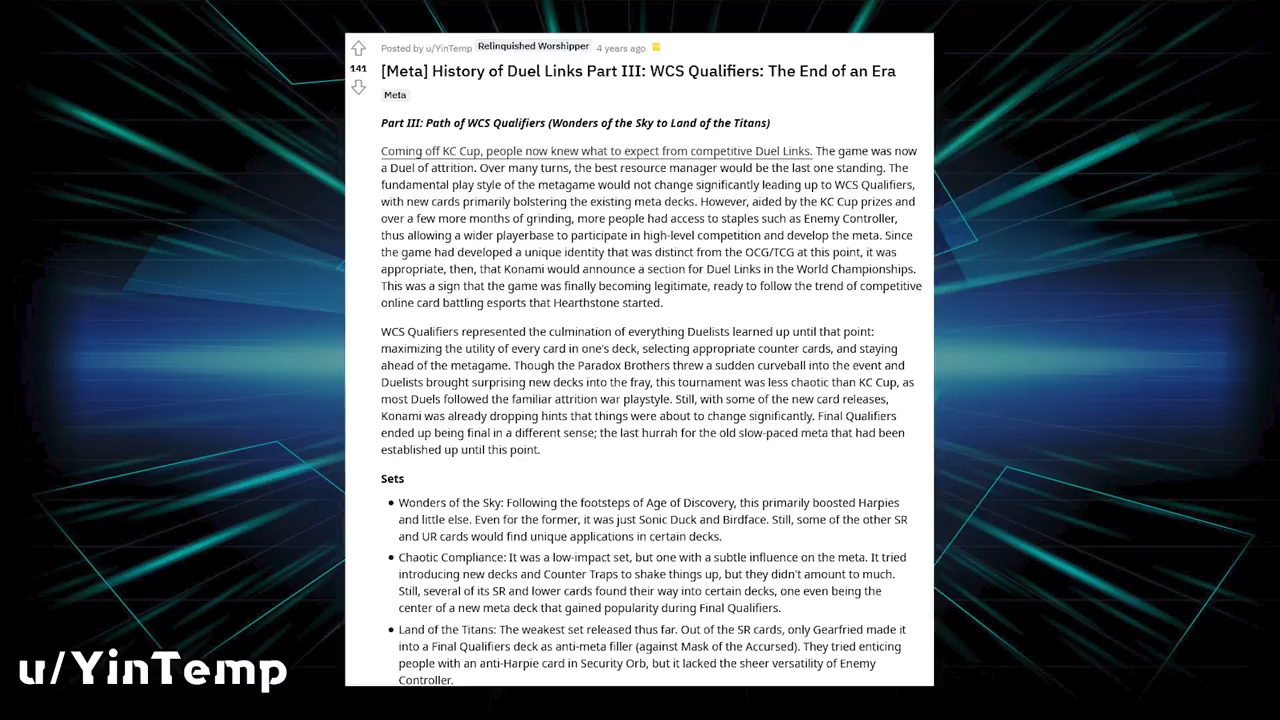 Posted by u/YinTemp Relinquished Worshipper 4 years ago
141
[Meta] History of Duel Links Part III: WCS Qualifiers: The End of an Era
Meta
Part III: Path of WCS Qualifiers (Wonders of the Sky to Land of the Titans)
Coming off KC Cup, people now knew what to expect from competitive Duel Links. The game was now
a Duel of attrition. Over many turns, the best resource manager would be the last one standing. The
fundamental play style of the metagame would not change significantly leading up to WCS Qualifiers,
with new cards primarily bolstering the existing meta decks. However, aided by the KC Cup prizes and
over a few more months of grinding, more people had access to staples such as Enemy Controller,
thus allowing a wider playerbase to participate in high-level competition and develop the meta. Since
the game had developed a unique identity that was distinct from the OCG/TCG at this point, it was
appropriate, then, that Konami would announce a section for Duel Links in the World Championships.
This was a sign that the game was finally becoming legitimate, ready to follow the trend of competitive
online card battling esports that Hearthstone started.
WCS Qualifiers represented the culmination of everything Duelists learned up until that point:
maximizing the utility of every card in one's deck, selecting appropriate counter cards, and staying
ahead of the metagame. Though the Paradox Brothers threw a sudden curveball into the event and
Duelists brought surprising new decks into the fray, this tournament was less chaotic than KC Cup, as
most Duels followed the familiar attrition war playstyle. Still, with some of the new card releases,
Konami was already dropping hints that things were about to change significantly. Final Qualifiers
ended up being final in a different sense; the last hurrah for the old slow-paced meta that had been
established up until this point.
Sets
• Wonders of the Sky: Following the footsteps of Age of Discovery, this primarily boosted Harpies
and little else. Even for the former, it was just Sonic Duck and Birdface. Still, some of the other SR
and UR cards would find unique applications in certain decks.
• Chaotic Compliance: It was a low-impact set, but one with a subtle influence on the meta. It tried
introducing new decks and Counter Traps to shake things up, but they didn't amount to much.
Still, several of its SR and lower cards found their way into certain decks, one even being the
center of a new meta deck that gained popularity during Final Qualifiers.
• Land of the Titans: The weakest set released thus far. Out of the SR cards, only Gearfried made it
into a Final Qualifiers deck as anti-meta filler (against Mask of the Accursed). They tried enticing
people with an anti-Harpie card in Security Orb, but it lacked the sheer versatility of Enemy
Controller.
u/YinTemp